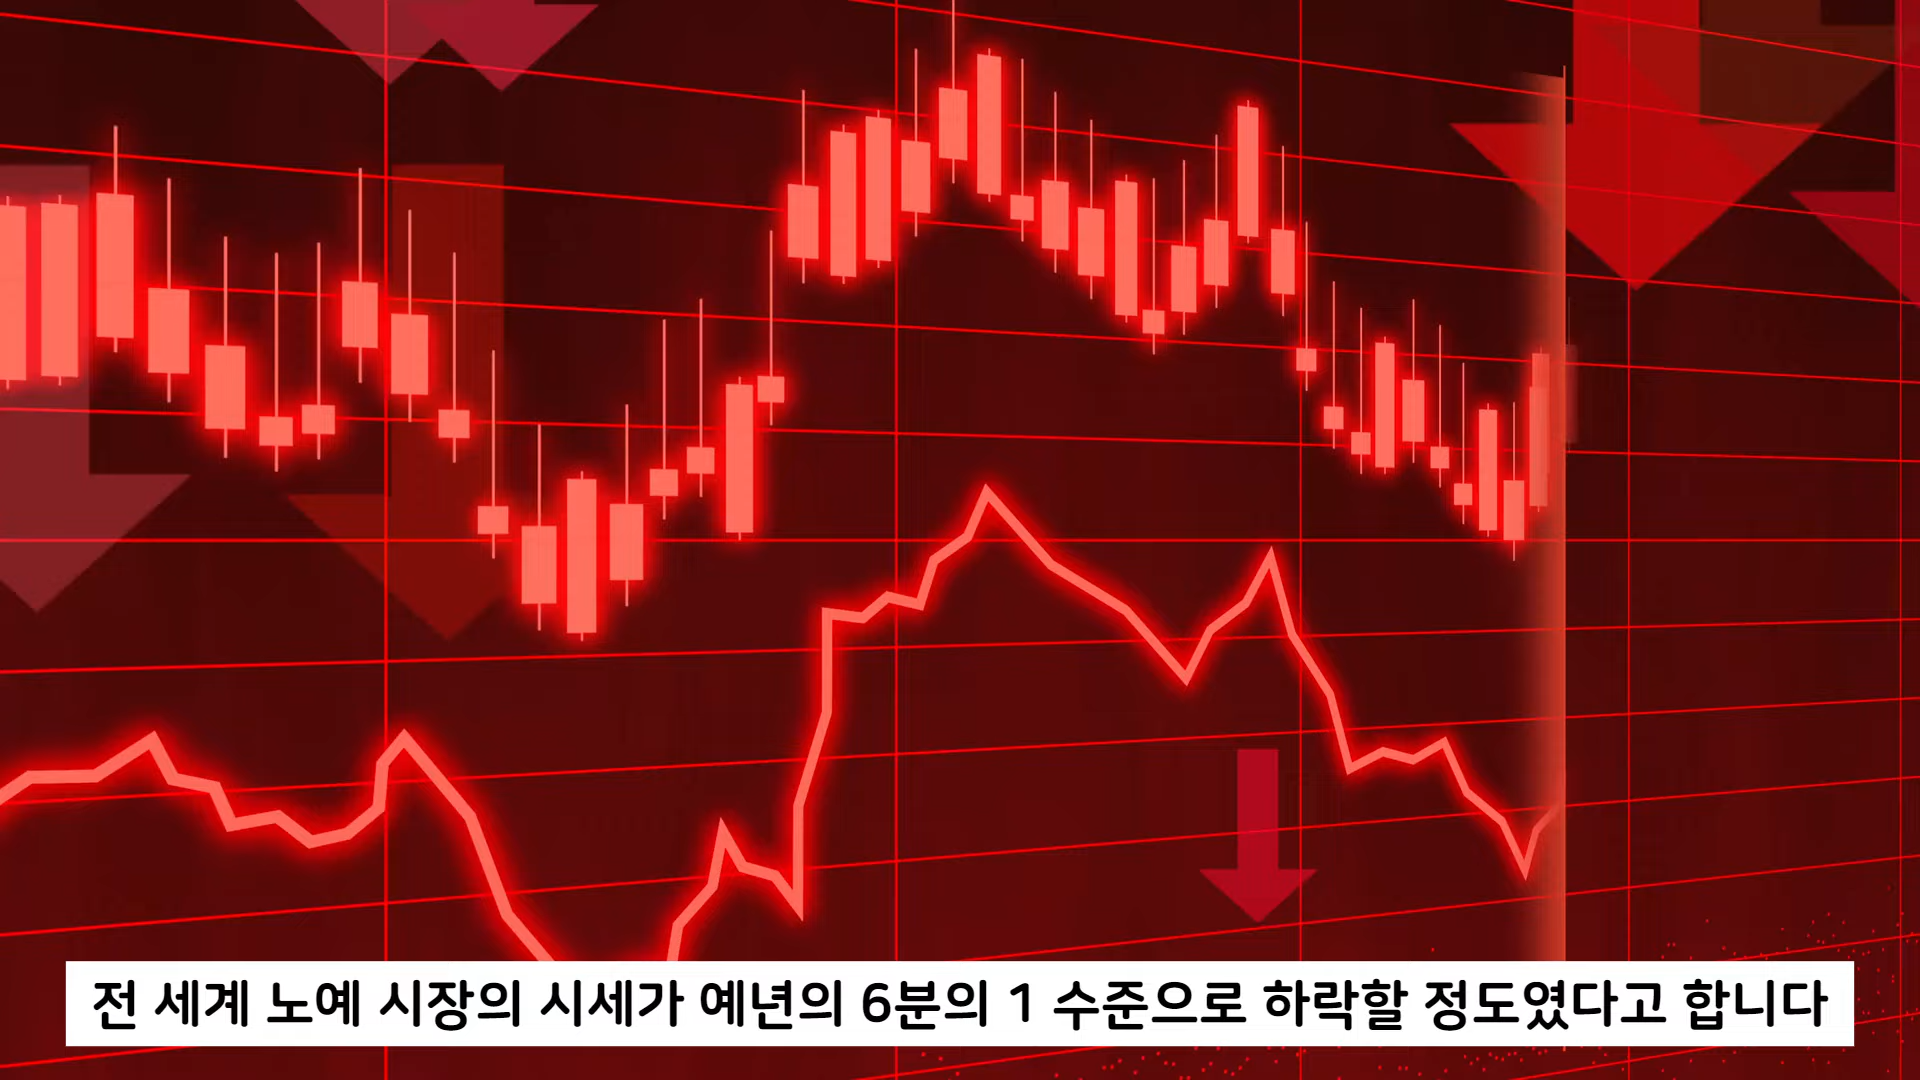 전 세계 노예 시장의 시세가 예년의 6분의 1 수준으로 하락할 정도였다고 합니다